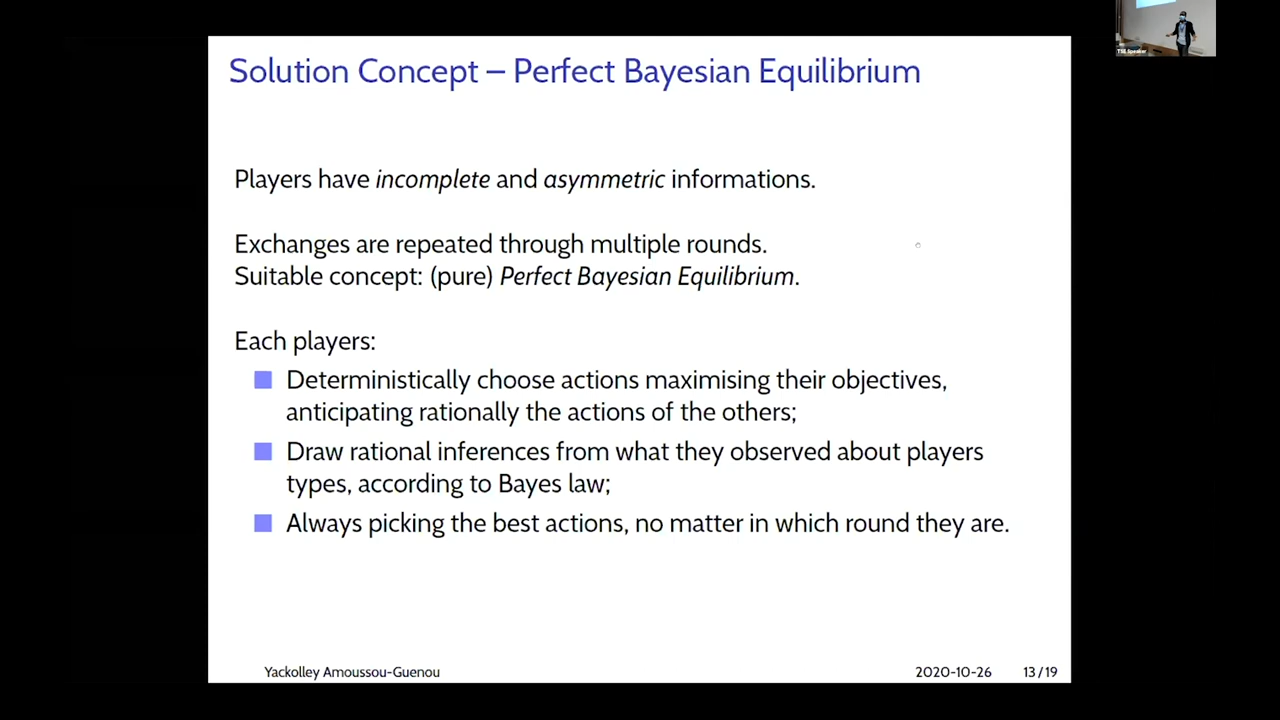 TSE Speaker
Solution Concept – Perfect Bayesian Equilibrium
Players have incomplete and asymmetric informations.
Exchanges are repeated through multiple rounds.
Suitable concept: (pure) Perfect Bayesian Equilibrium.
Each players:
Deterministically choose actions maximising their objectives,
anticipating rationally the actions of the others;
Draw rational inferences from what they observed about players
types, according to Bayes law;
Always picking the best actions, no matter in which round they are.
Yackolley Amoussou-Guenou
2020-10-26 13/19